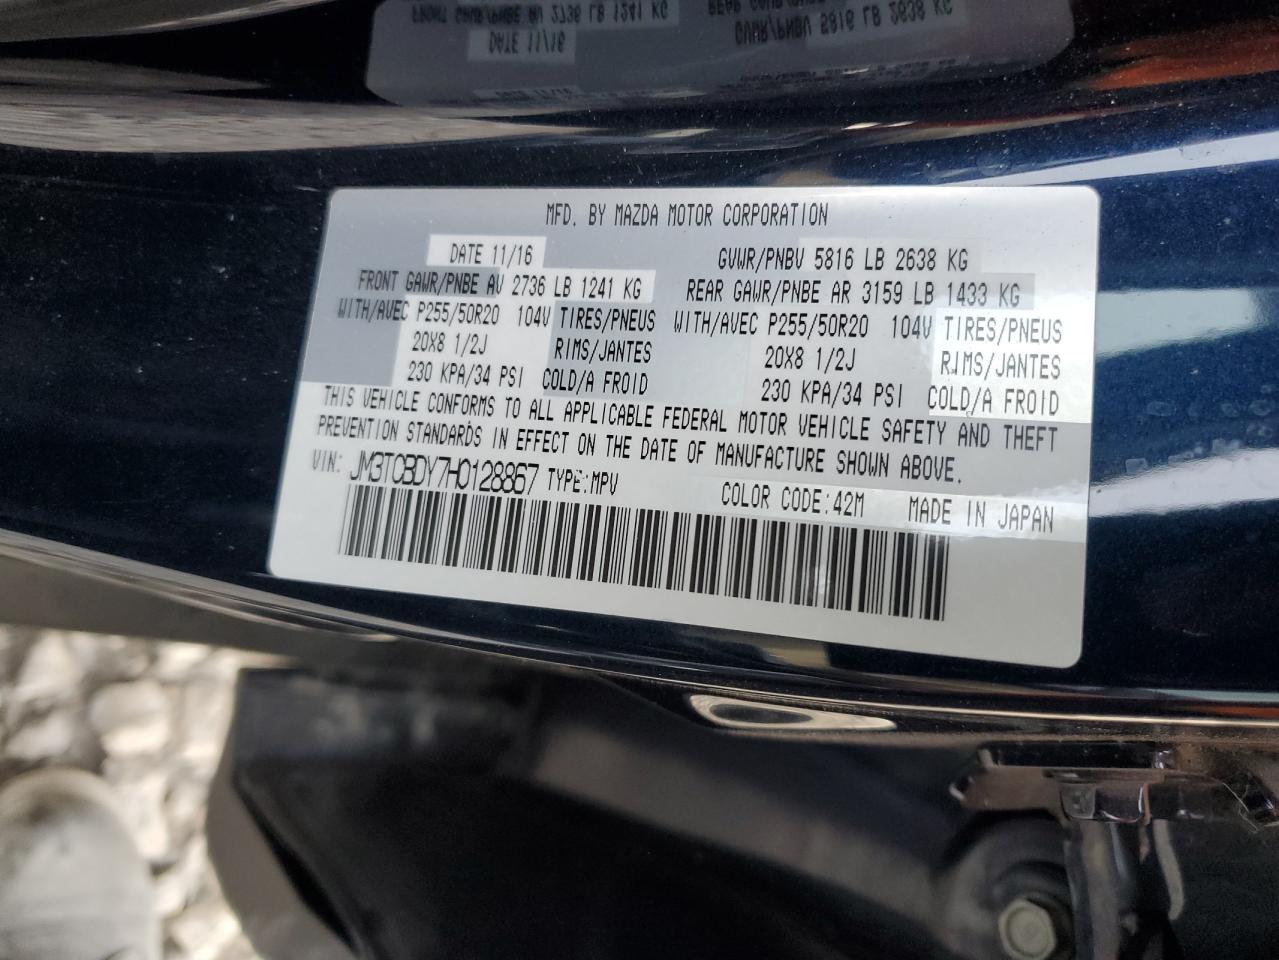 MFD. BY MAZDA MOTOR CORPORATION
DATE 11/16 GVWR/PNBV 5816 LB 2638 KG
FRONT GAWR/PNBE AV 2736 LB 1241 KG REAR GAWR/PNBE AR 3159 LB 1433 KG
WITH/AVEC P255/50R20 104V TIRES/PNEUS WITH/AVEC P255/50R20 104V TIRES/PNEUS
20X8 1/2J RIMS/JANTES 20X8 1/2J RIMS/JANTES
230 KPA/34 PSI COLD/A FROID 230 KPA/34 PSI COLD/A FROID
THIS VEHICLE CONFORMS TO ALL APPLICABLE FEDERAL MOTOR VEHICLE SAFETY AND THEFT
PREVENTION STANDARDS IN EFFECT ON THE DATE OF MANUFACTURE SHOWN ABOVE.
VIN: JM3TCBDY7H0128867 TYPE:MPV COLOR CODE:42M MADE IN JAPAN